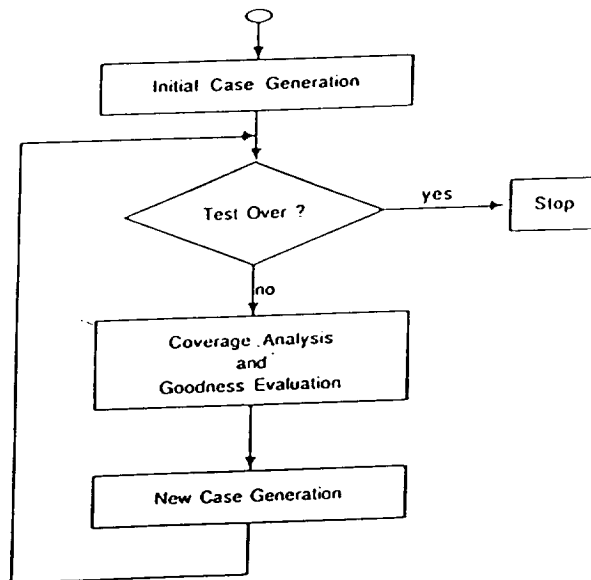 Initial Case Generation
Test Over ?
yes
Stop
no
Coverage Analysis
and
Goodness Evaluation
New Case Generation